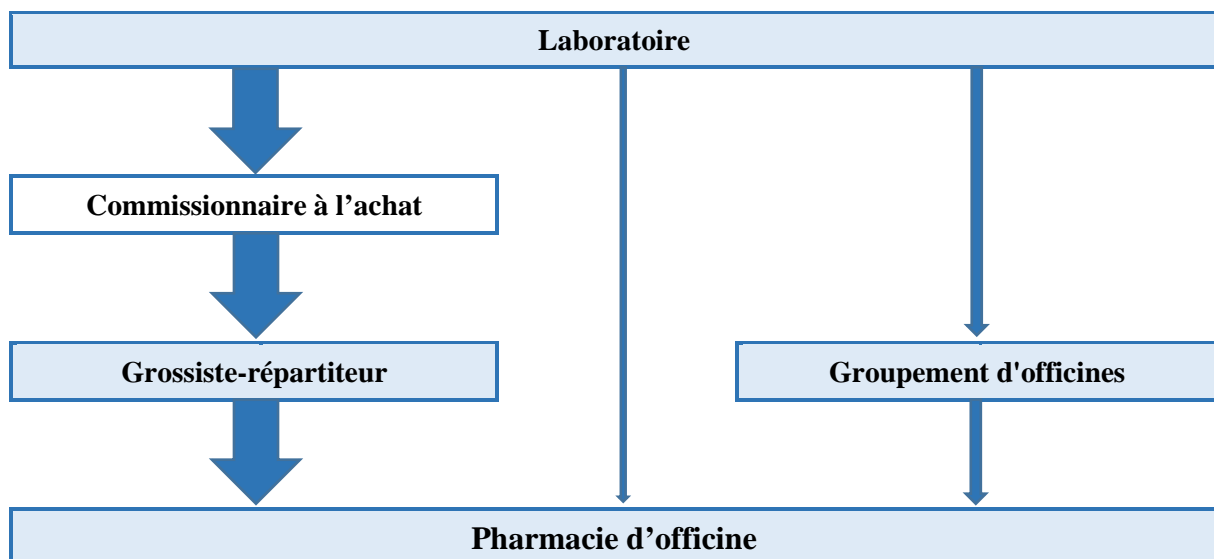 Laboratoire
Commissionnaire à l’achat
Grossiste-répartiteur
Groupement d'officines
Pharmacie d’officine